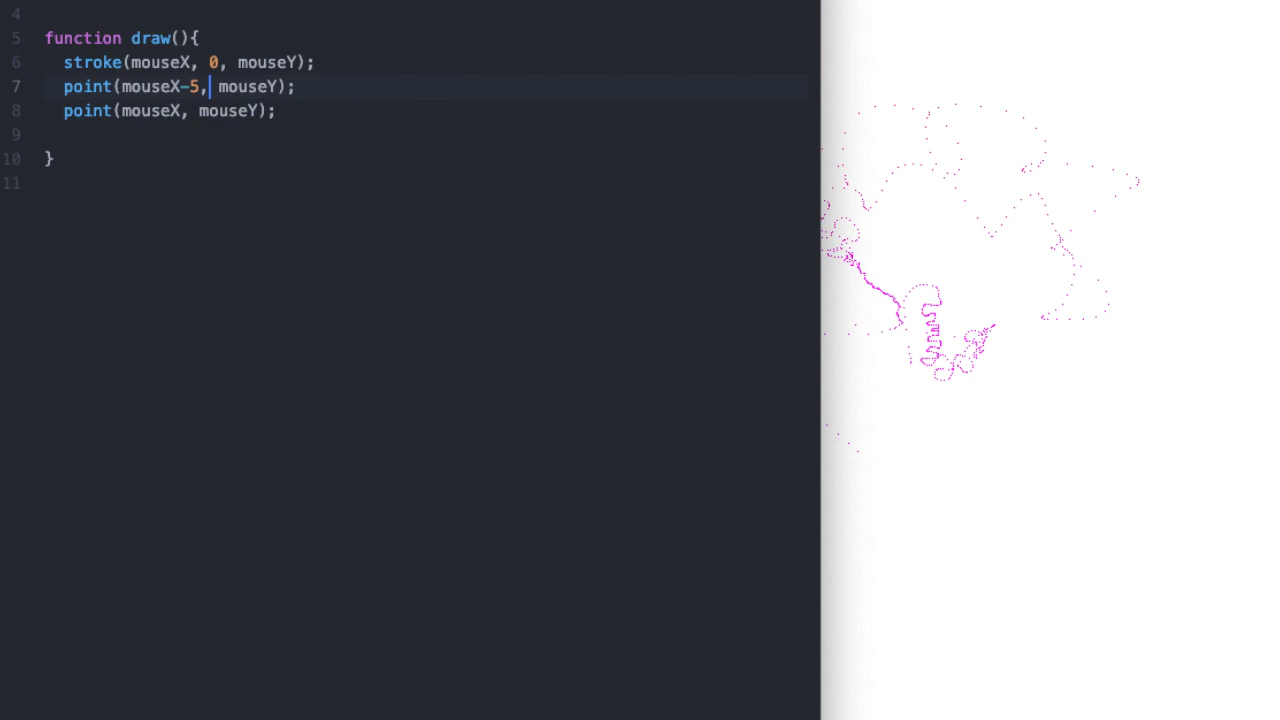 4
5 function draw(){
6 stroke(mouseX, 0, mouseY);
7 point(mouseX-5, mouseY);
8 point(mouseX, mouseY);
9
10 }
11